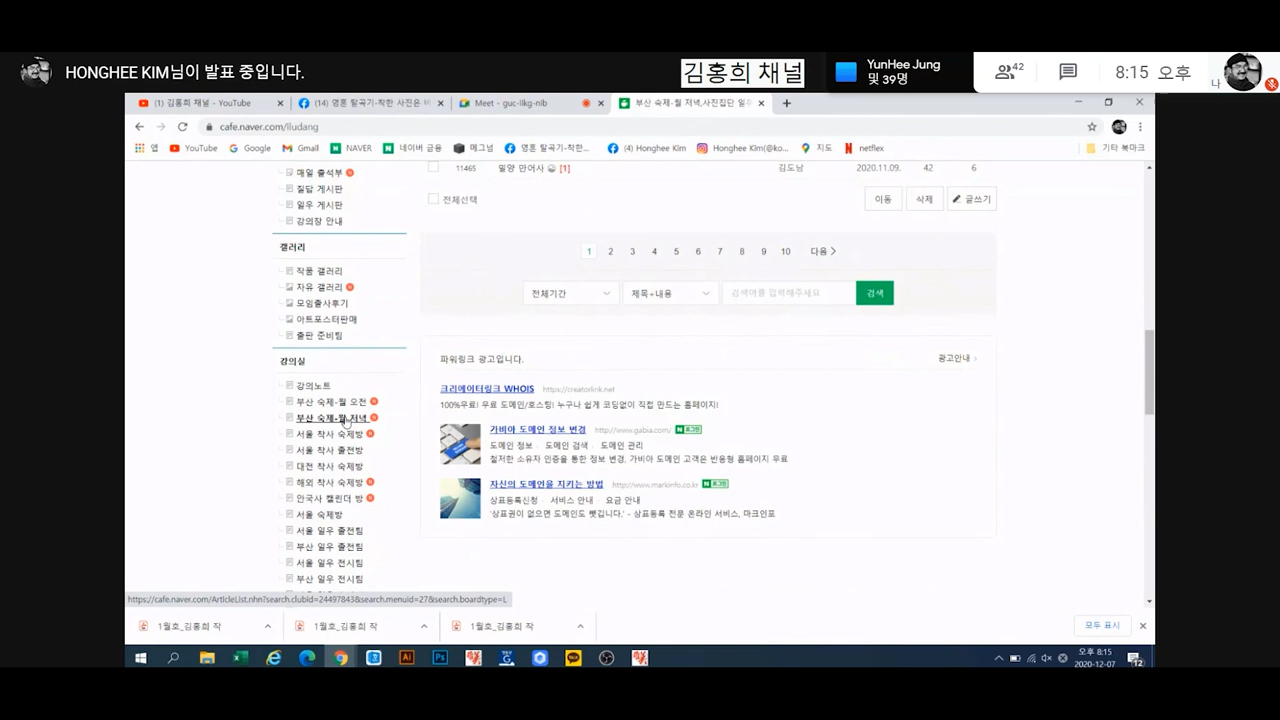 HONGHEE KIM님이 발표 중입니다.
김홍희 채널
YunHee Jung
및 39명
42
8:15 오후
나
(1) 김홍희 채널 - YouTube
(14) 영혼 탈곡기-착한 사진은 버
Meet - guc-iikg-nib
부산 숙제-월 저녁,사진집단 일우
cafe.naver.com/lludang
앱
YouTube
Google
Gmail
NAVER
네이버 금융
메그넘
영혼 탈곡기-착한...
(4) Honghee Kim
Honghee Kim(@ko...
지도
netflex
기타 북마크
매일 출석부
질답 게시판
일우 게시판
강의장 안내
갤러리
작품 갤러리
자유 갤러리
모임출사후기
아트포스터판매
출판 준비팀
강의실
강의노트
부산 숙제-월 오전
부산 숙제-월 저녁
서울 착사 숙제방
서울 착사 출전방
대전 착사 숙제방
해외 착사 숙제방
안국사 캘린더 방
서울 숙제방
서울 일우 출전팀
부산 일우 출전팀
서울 일우 전시팀
부산 일우 전시팀
11465 밀양 만어사 [1] 김도남 2020.11.09. 42 6
전체선택
이동 삭제 글쓰기
1 2 3 4 5 6 7 8 9 10 다음
전체기간 제목+내용 검색어를 입력해주세요 검색
파워링크 광고입니다. 광고안내
크리에이터링크 WHOIS https://creatorlink.net
100%무료! 무료 도메인/호스팅! 누구나 쉽게 코딩없이 직접 만드는 홈페이지!
가비아 도메인 정보 변경 http://www.gabia.com/ N 로그인
도메인 정보 · 도메인 검색 · 도메인 관리
철저한 소유자 인증을 통한 정보 변경, 가비아 도메인 고객은 반응형 홈페이지 무료
자신의 도메인을 지키는 방법 http://www.markinfo.co.kr N 로그인
상표등록신청 · 서비스 안내 · 요금 안내
'상표권이 없으면 도메인도 뺏깁니다.' - 상표등록 전문 온라인 서비스, 마크인포
https://cafe.naver.com/ArticleList.nhn?search.clubid=24497843&search.menuid=27&search.boardtype=L
1월호_김홍희 작
1월호_김홍희 작
1월호_김홍희 작
모두 표시
오후 8:15
2020-12-07
12